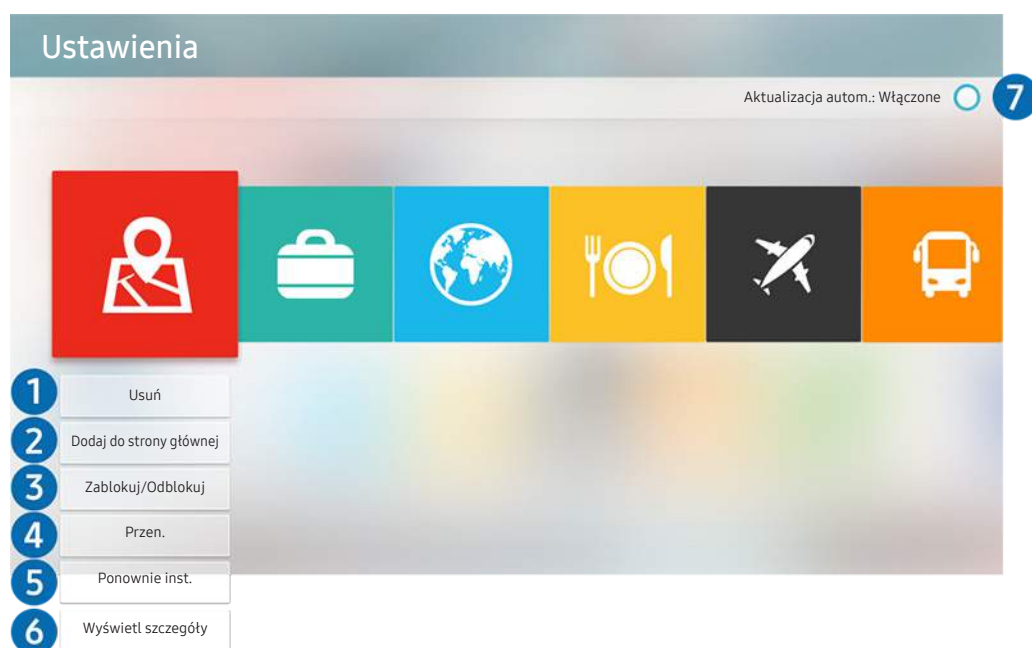 Ustawienia
Aktualizacja autom.: Włączone
7
1
Usuń
2
Dodaj do strony głównej
3
Zablokuj/Odblokuj
4
Przen.
5
Ponownie inst.
6
Wyświetl szczegóły